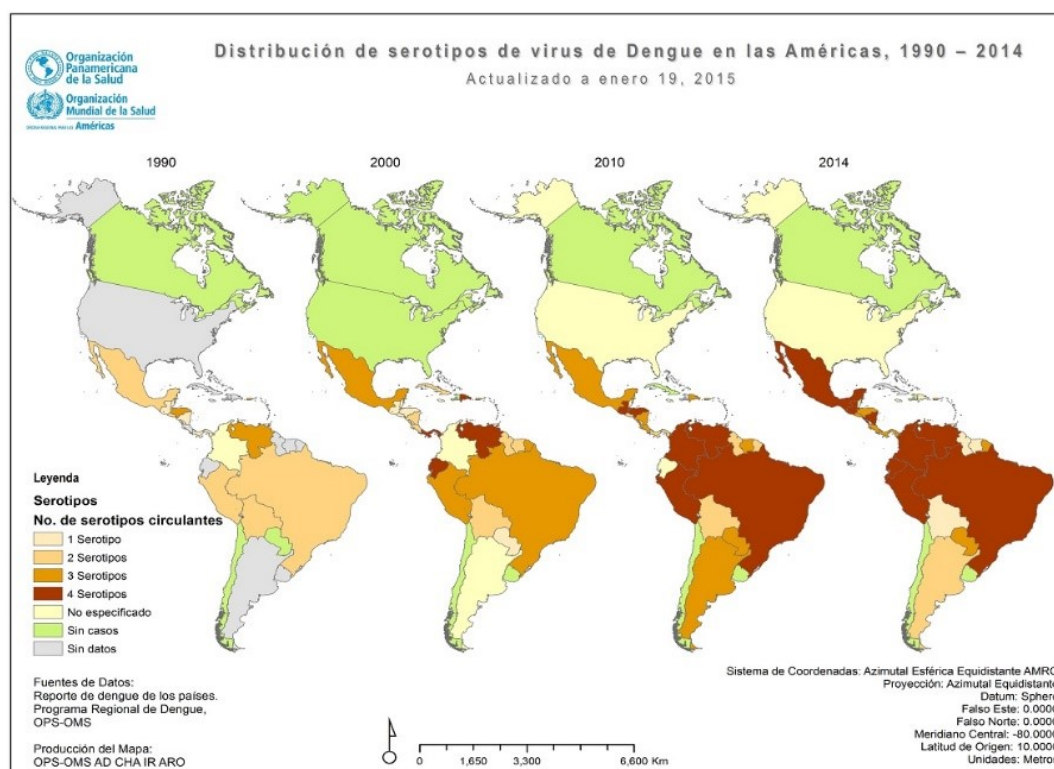 Organización
Panamericana
de la Salud
Organización
Mundial de la Salud
Américas
Distribución de serotipos de virus de Dengue en las Américas, 1990 – 2014
Actualizado a enero 19, 2015
1990
2000
2010
2014
Leyenda
Serotipos
No. de serotipos circulantes
1 Serotipo
2 Serotipos
3 Serotipos
4 Serotipos
No especificado
Sin casos
Sin datos
Fuentes de Datos:
Reporte de dengue de los países.
Programa Regional de Dengue,
OPS-OMS
Producción del Mapa:
OPS-OMS AD CHA IR ARO
0 1,650 3,300 6,600 Km
Sistema de Coordenadas: Azimutal Esférica Equidistante AMRO
Proyección: Azimutal Equidistante
Datum: Sphere
Falso Este: 0.0000
Falso Norte: 0.0000
Meridiano Central: -80.0000
Latitud de Origen: 10.0000
Unidades: Metros